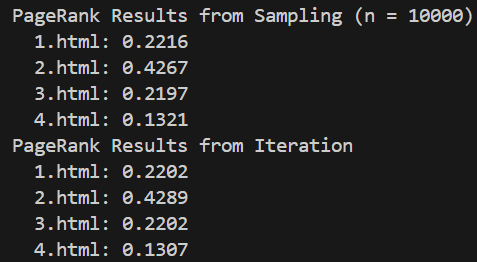 PageRank Results from Sampling (n = 10000)
1.html: 0.2216
2.html: 0.4267
3.html: 0.2197
4.html: 0.1321
PageRank Results from Iteration
1.html: 0.2202
2.html: 0.4289
3.html: 0.2202
4.html: 0.1307